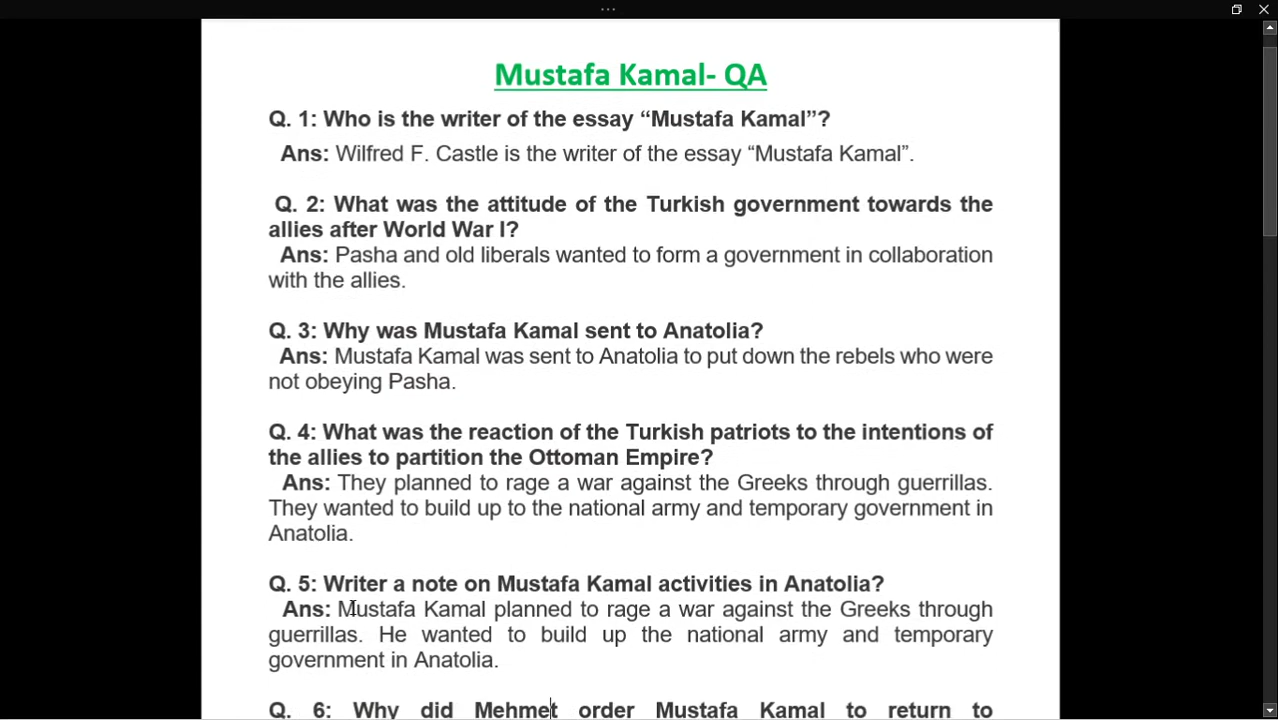 Mustafa Kamal- QA
Q. 1: Who is the writer of the essay “Mustafa Kamal”?
Ans: Wilfred F. Castle is the writer of the essay “Mustafa Kamal”.
Q. 2: What was the attitude of the Turkish government towards the
allies after World War I?
Ans: Pasha and old liberals wanted to form a government in collaboration
with the allies.
Q. 3: Why was Mustafa Kamal sent to Anatolia?
Ans: Mustafa Kamal was sent to Anatolia to put down the rebels who were
not obeying Pasha.
Q. 4: What was the reaction of the Turkish patriots to the intentions of
the allies to partition the Ottoman Empire?
Ans: They planned to rage a war against the Greeks through guerrillas.
They wanted to build up to the national army and temporary government in
Anatolia.
Q. 5: Writer a note on Mustafa Kamal activities in Anatolia?
Ans: Mustafa Kamal planned to rage a war against the Greeks through
guerrillas. He wanted to build up the national army and temporary
government in Anatolia.
Q. 6: Why did Mehmet order Mustafa Kamal to return to